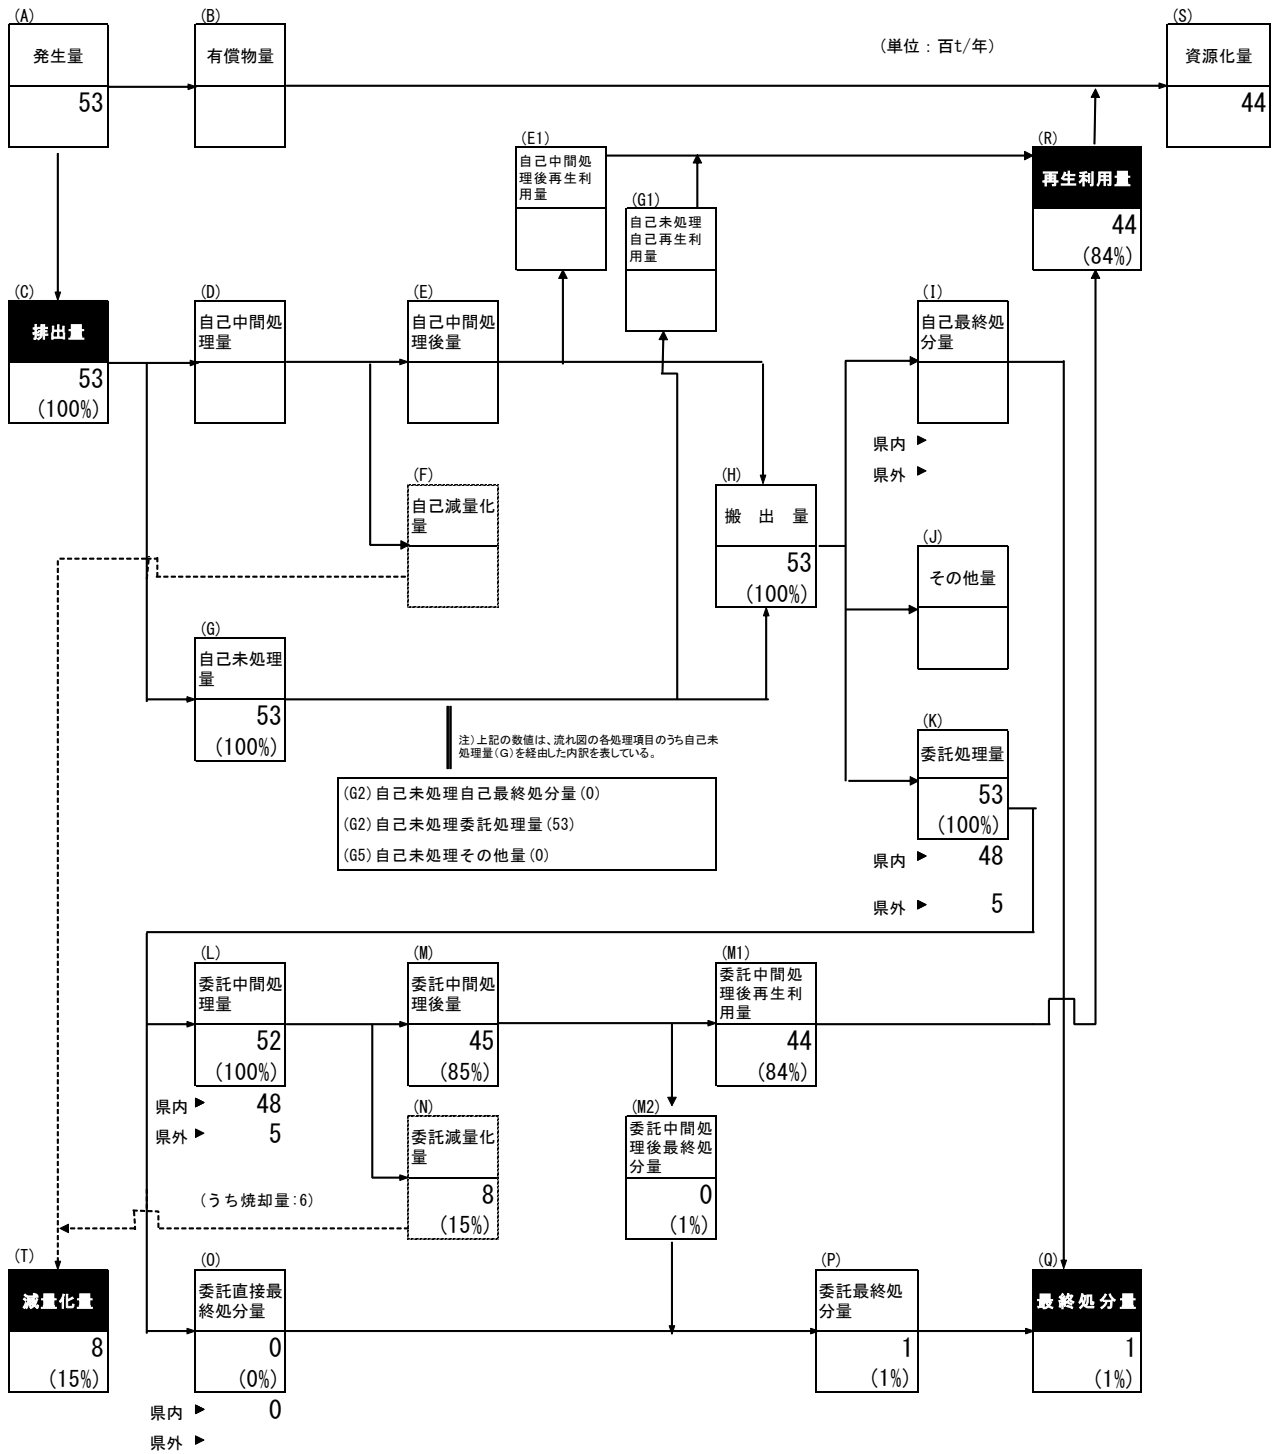 (A)
発生量
53
(B)
有償物量
(単位：百t/年)
(S)
資源化量
44
(E1)
自己中間処
理後再生利
用量
(G1)
自己未処理
自己再生利
用量
(R)
再生利用量
44
(84%)
(C)
排出量
53
(100%)
(D)
自己中間処
理量
(E)
自己中間処
理後量
(I)
自己最終処
分量
県内 ▶
県外 ▶
(F)
自己減量化
量
(H)
搬 出 量
53
(100%)
(J)
その他量
(G)
自己未処理
量
53
(100%)
注)上記の数値は、流れ図の各処理項目のうち自己未
処理量(G)を経由した内訳を表している。
(G2)自己未処理自己最終処分量(0)
(G2)自己未処理委託処理量(53)
(G5)自己未処理その他量(0)
(K)
委託処理量
53
(100%)
県内 ▶ 48
県外 ▶ 5
(L)
委託中間処
理量
52
(100%)
県内 ▶ 48
県外 ▶ 5
(M)
委託中間処
理後量
45
(85%)
(M1)
委託中間処
理後再生利
用量
44
(84%)
(N)
委託減量化
量
8
(15%)
(M2)
委託中間処
理後最終処
分量
0
(1%)
(うち焼却量:6)
(T)
減量化量
8
(15%)
(O)
委託直接最
終処分量
0
(0%)
県内 ▶ 0
県外 ▶
(P)
委託最終処
分量
1
(1%)
(Q)
最終処分量
1
(1%)